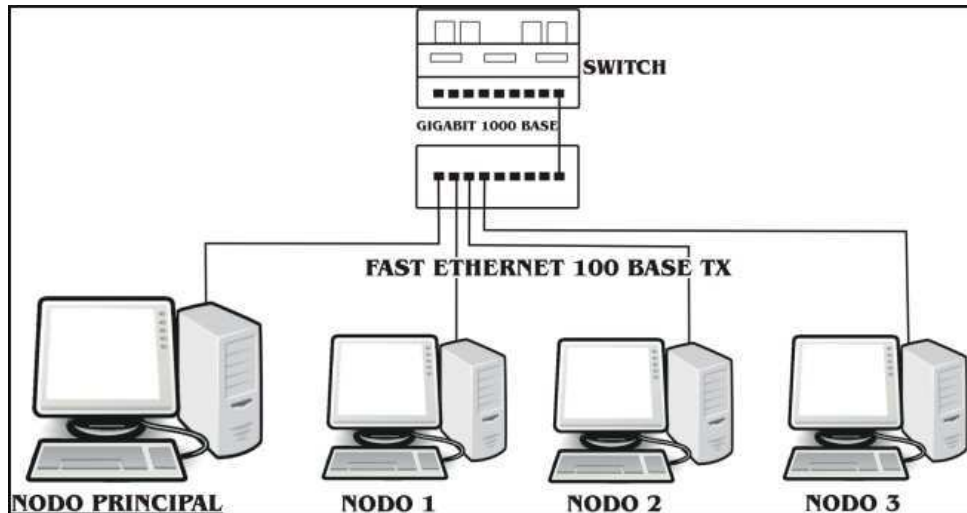 SWITCH
GIGABIT 1000 BASE
FAST ETHERNET 100 BASE TX
NODO PRINCIPAL
NODO 1
NODO 2
NODO 3